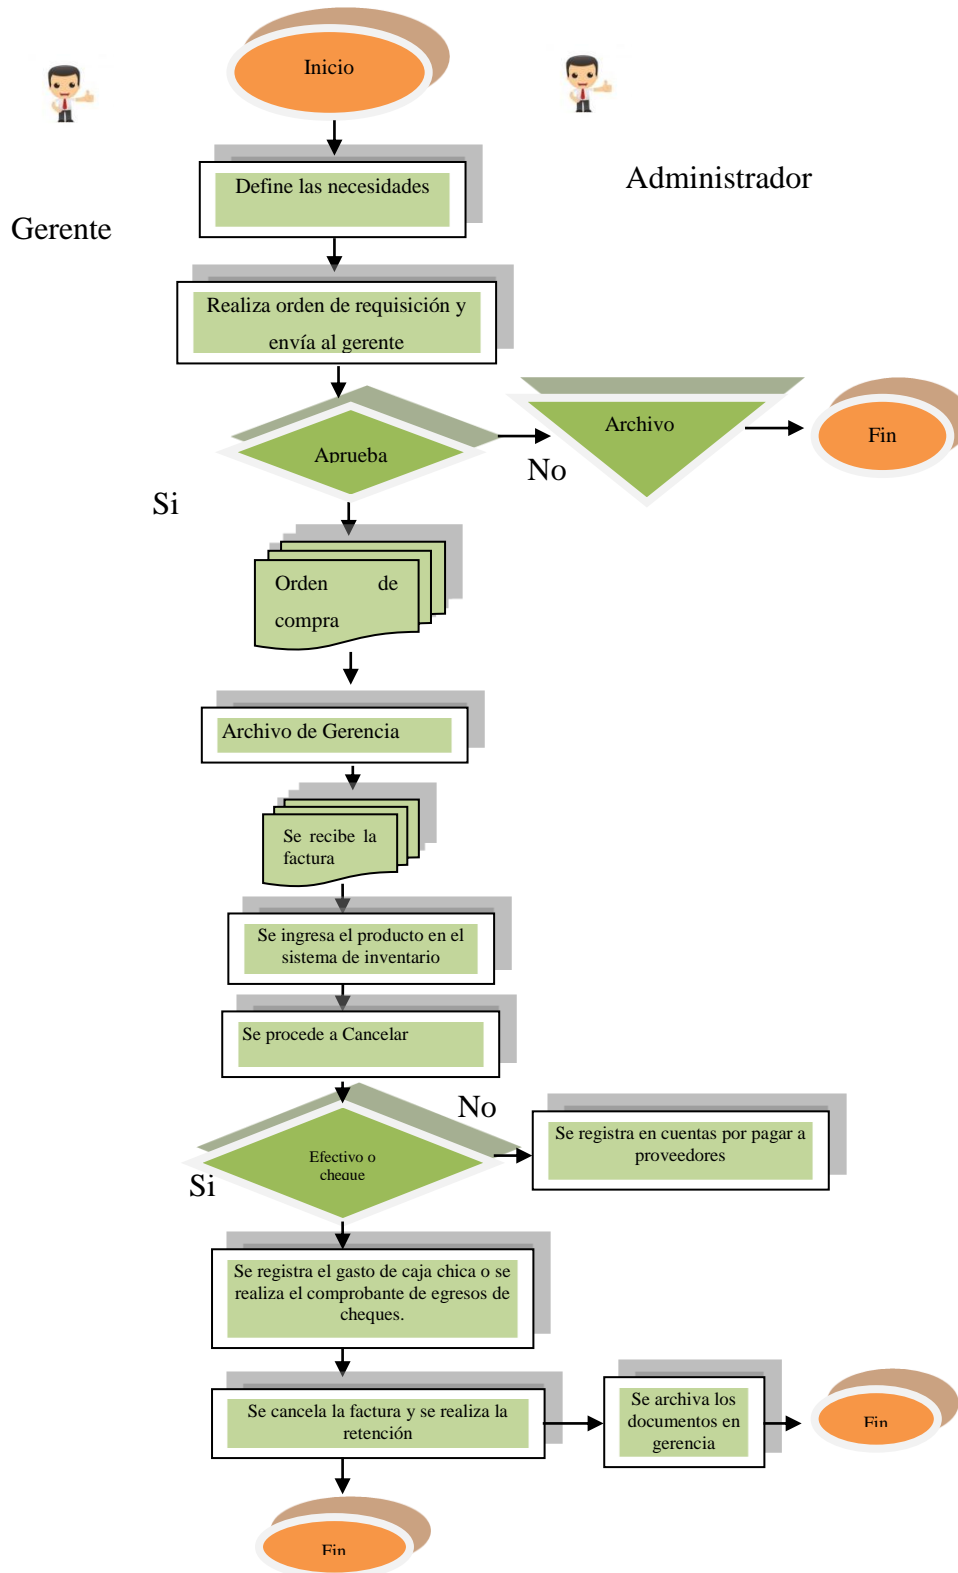 Inicio
Administrador
Gerente
Define las necesidades
Realiza orden de requisición y
envía al gerente
Aprueba
No
Archivo
Fin
Si
Orden de
compra
Archivo de Gerencia
Se recibe la
factura
Se ingresa el producto en el
sistema de inventario
Se procede a Cancelar
Efectivo o
cheque
No
Se registra en cuentas por pagar a
proveedores
Si
Se registra el gasto de caja chica o se
realiza el comprobante de egresos de
cheques.
Se cancela la factura y se realiza la
retención
Se archiva los
documentos en
gerencia
Fin
Fin